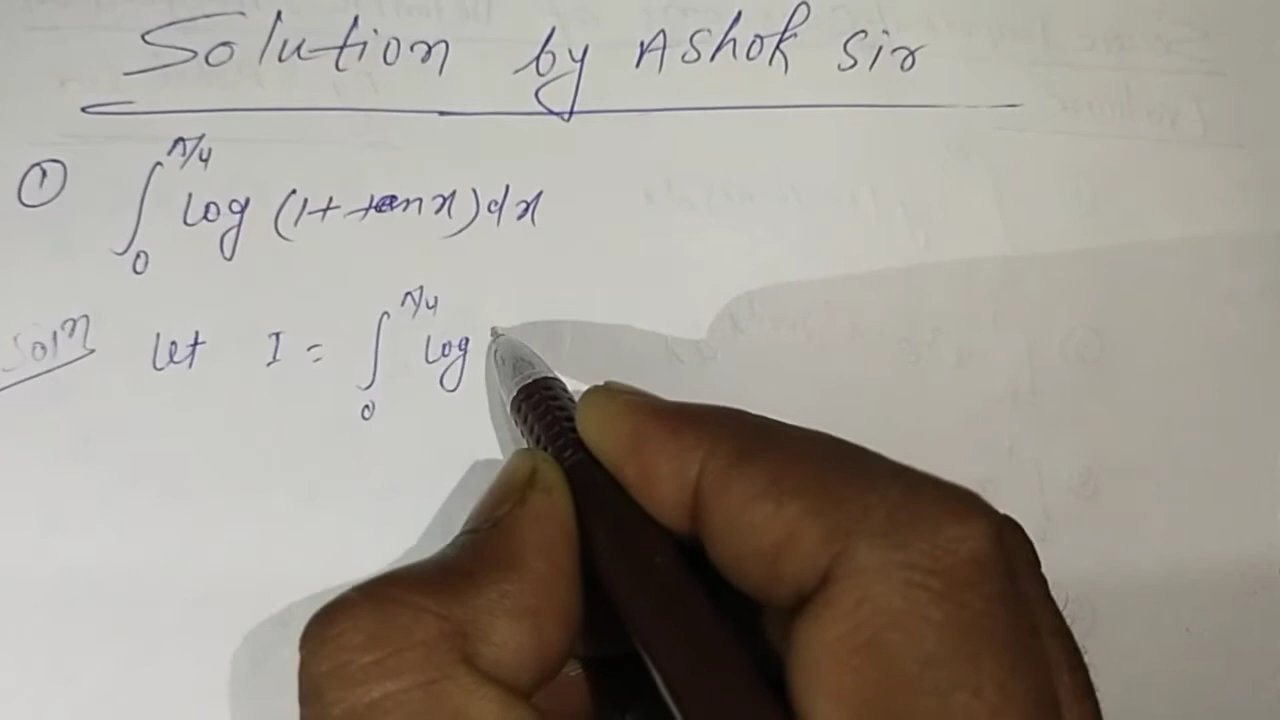 Solution by Ashok Sir
① ∫₀^π/4 log (1+tanx)dx
Soln Let I = ∫₀^π/4 log